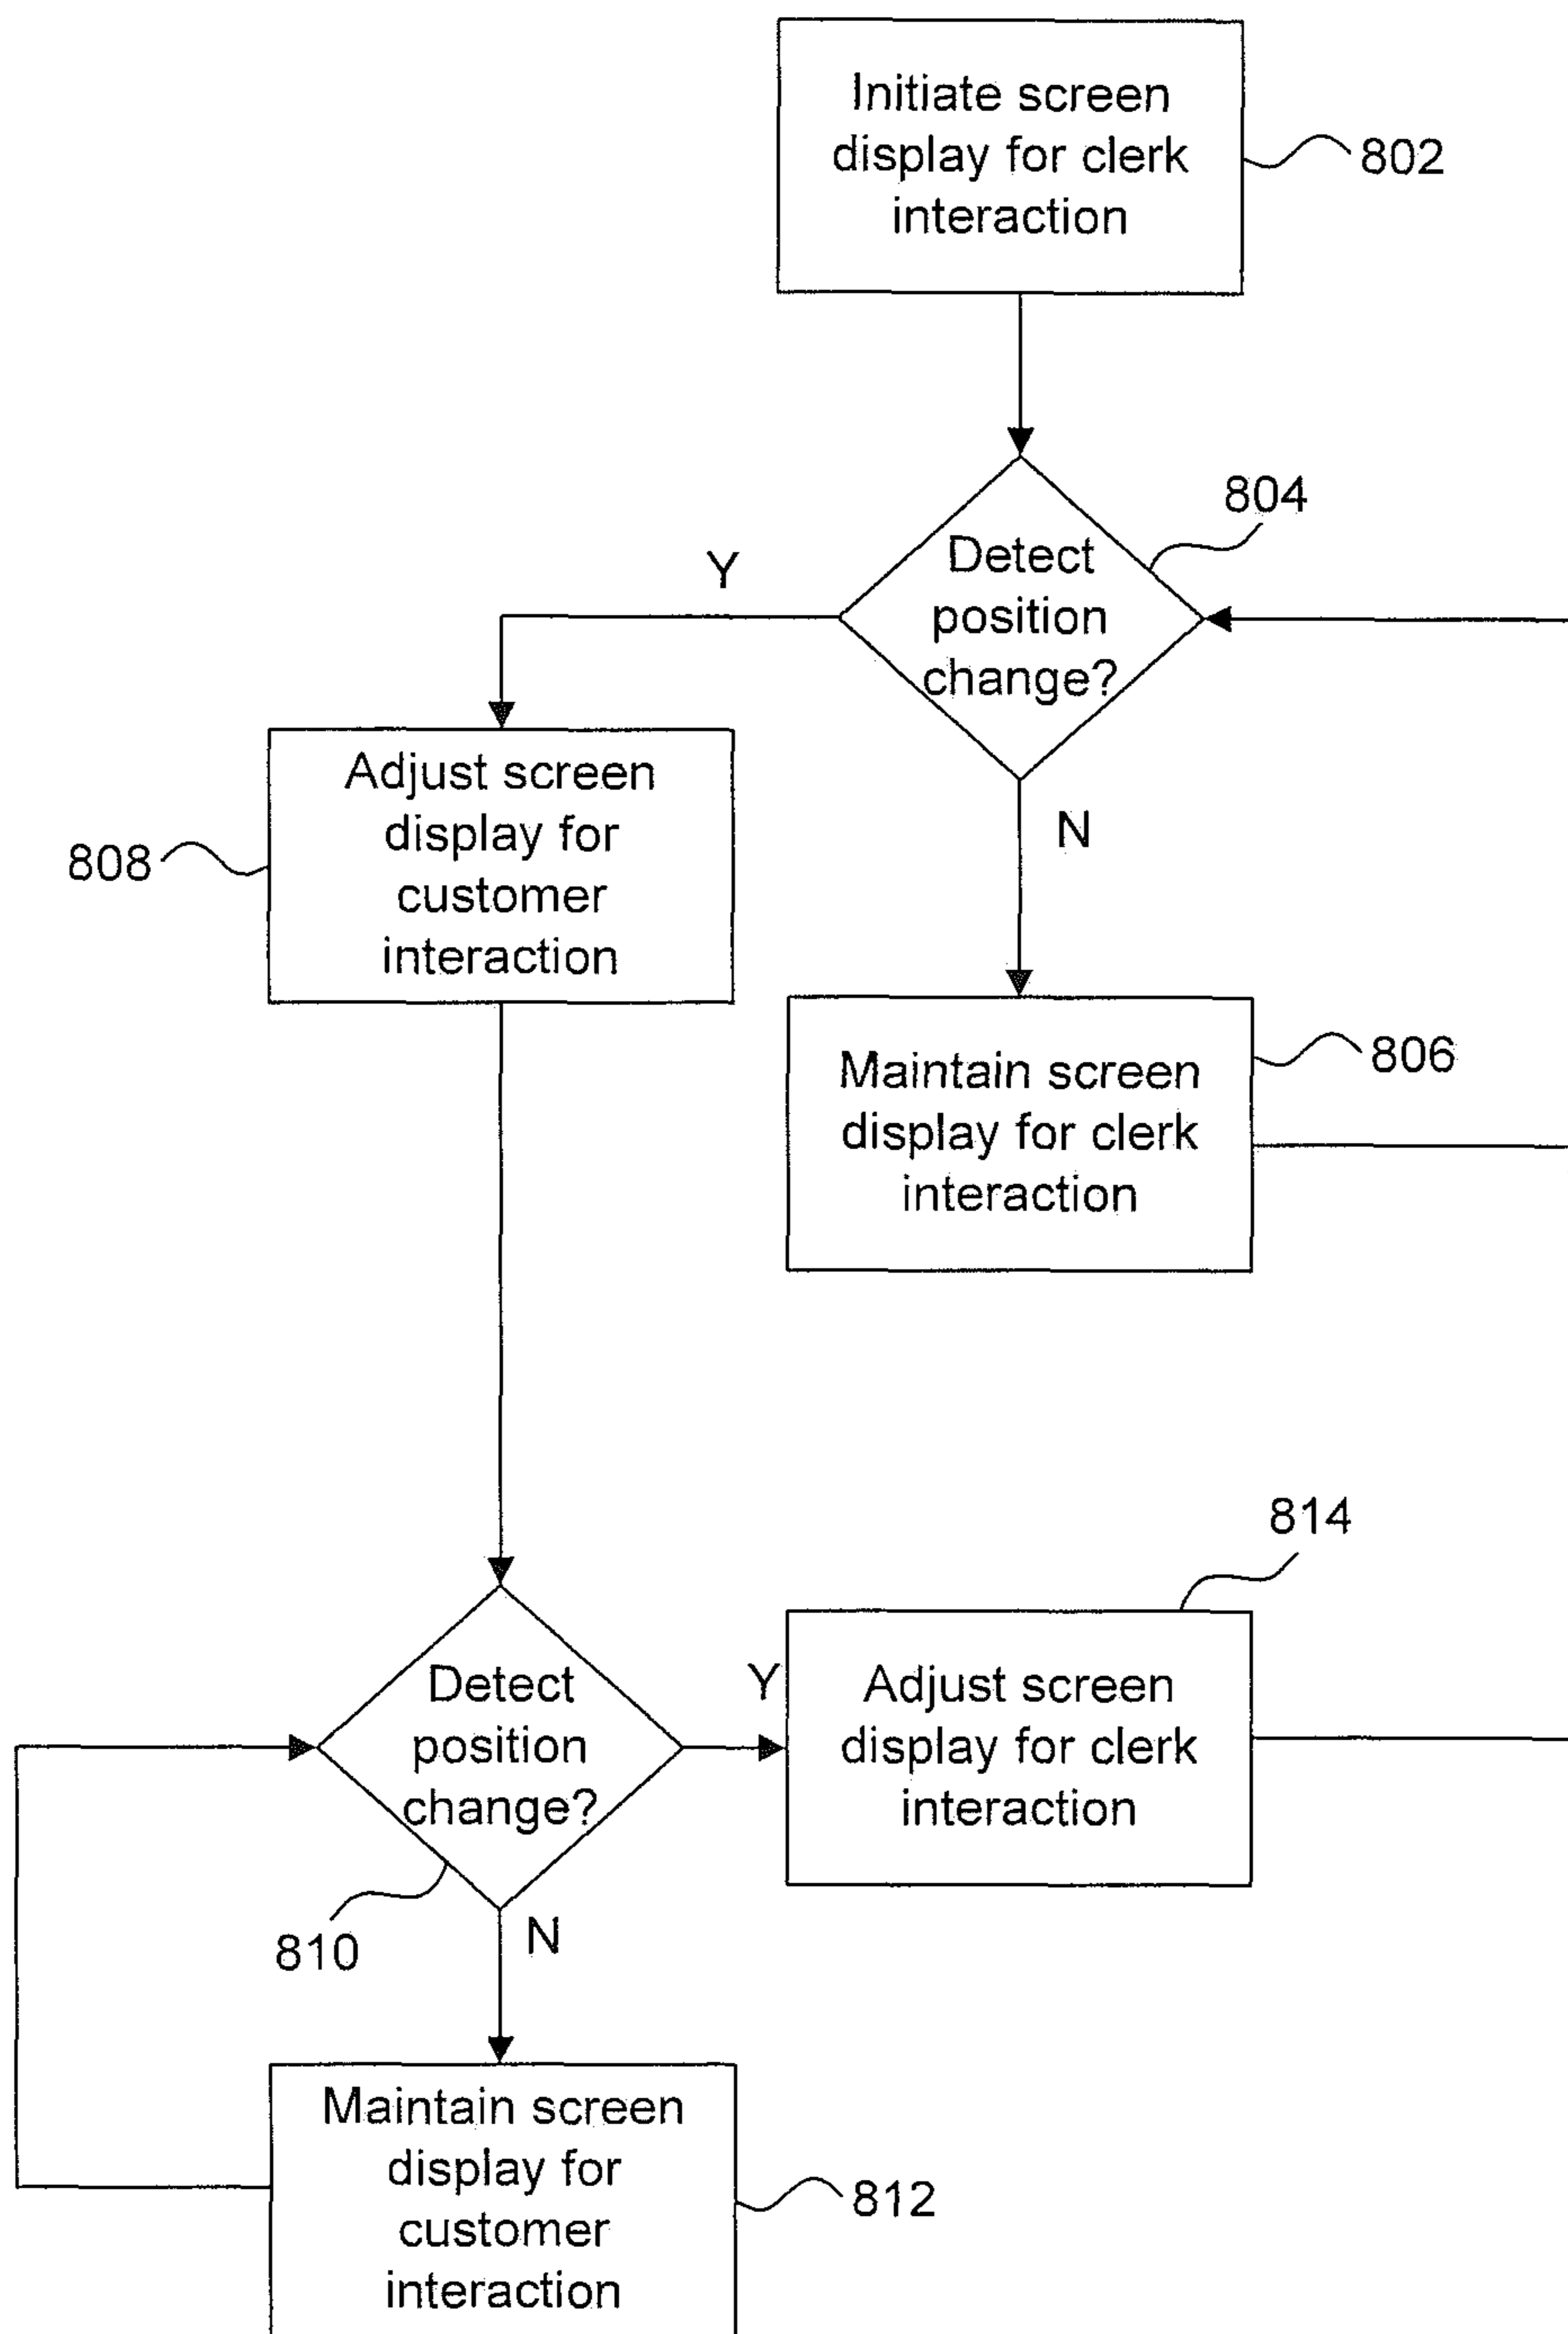 Initiate screen
display for clerk
interaction
802
804
Detect
position
change?
Y
N
Adjust screen
display for
customer
interaction
808
806
Maintain screen
display for clerk
interaction
814
Detect
position
change?
Y
Adjust screen
display for clerk
interaction
810
N
Maintain screen
display for
customer
interaction
812